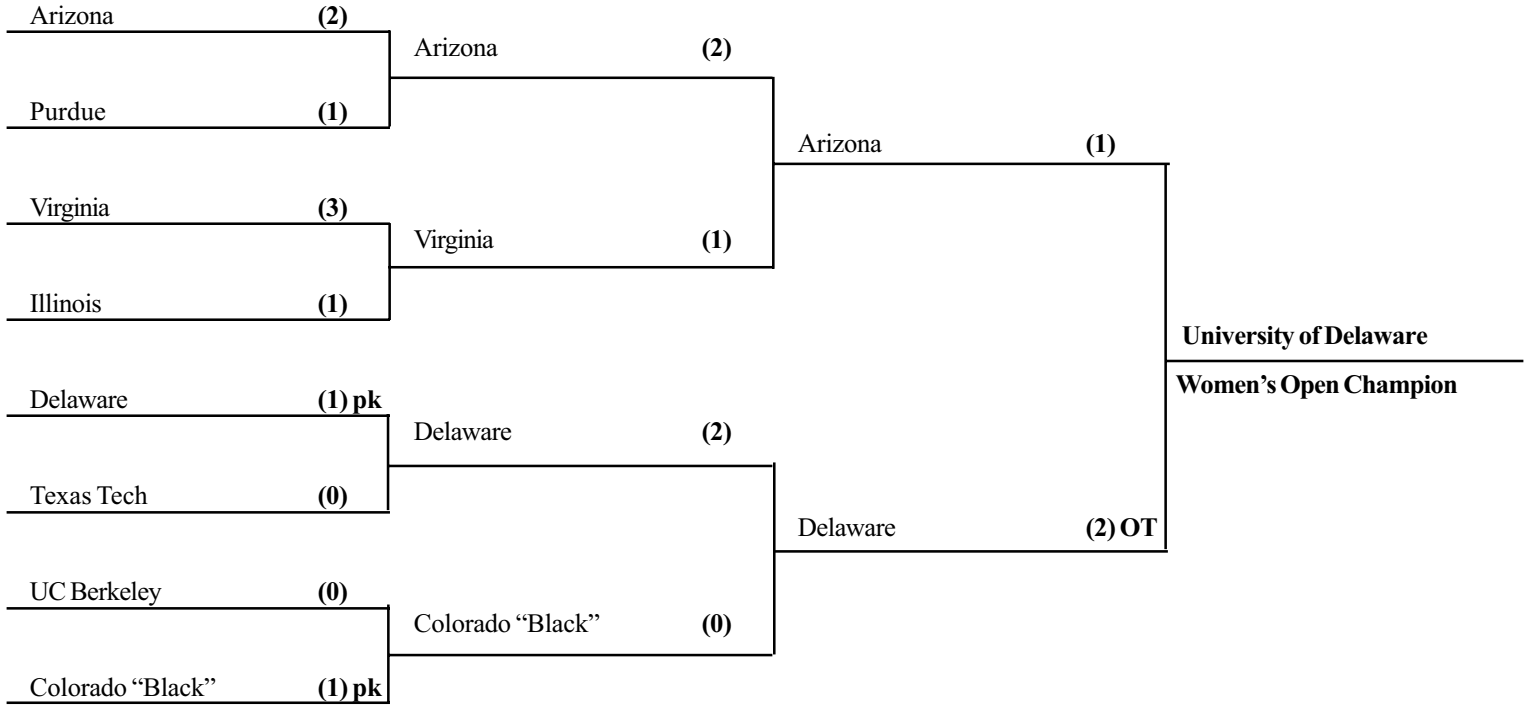 Arizona (2)
Arizona (2)
Purdue (1)
Arizona (1)
Virginia (3)
Virginia (1)
Illinois (1)
University of Delaware
Women’s Open Champion
Delaware (1) pk
Delaware (2)
Texas Tech (0)
Delaware (2) OT
UC Berkeley (0)
Colorado “Black” (0)
Colorado “Black” (1) pk